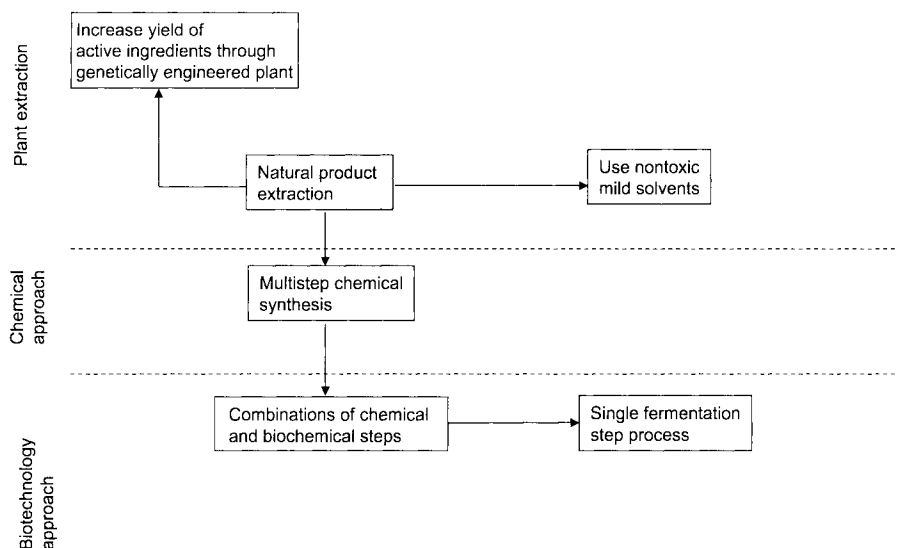 Plant extraction
Increase yield of
active ingredients through
genetically engineered plant
Natural product
extraction
Use nontoxic
mild solvents
Chemical
approach
Multistep chemical
synthesis
Biotechnology
approach
Combinations of chemical
and biochemical steps
Single fermentation
step process